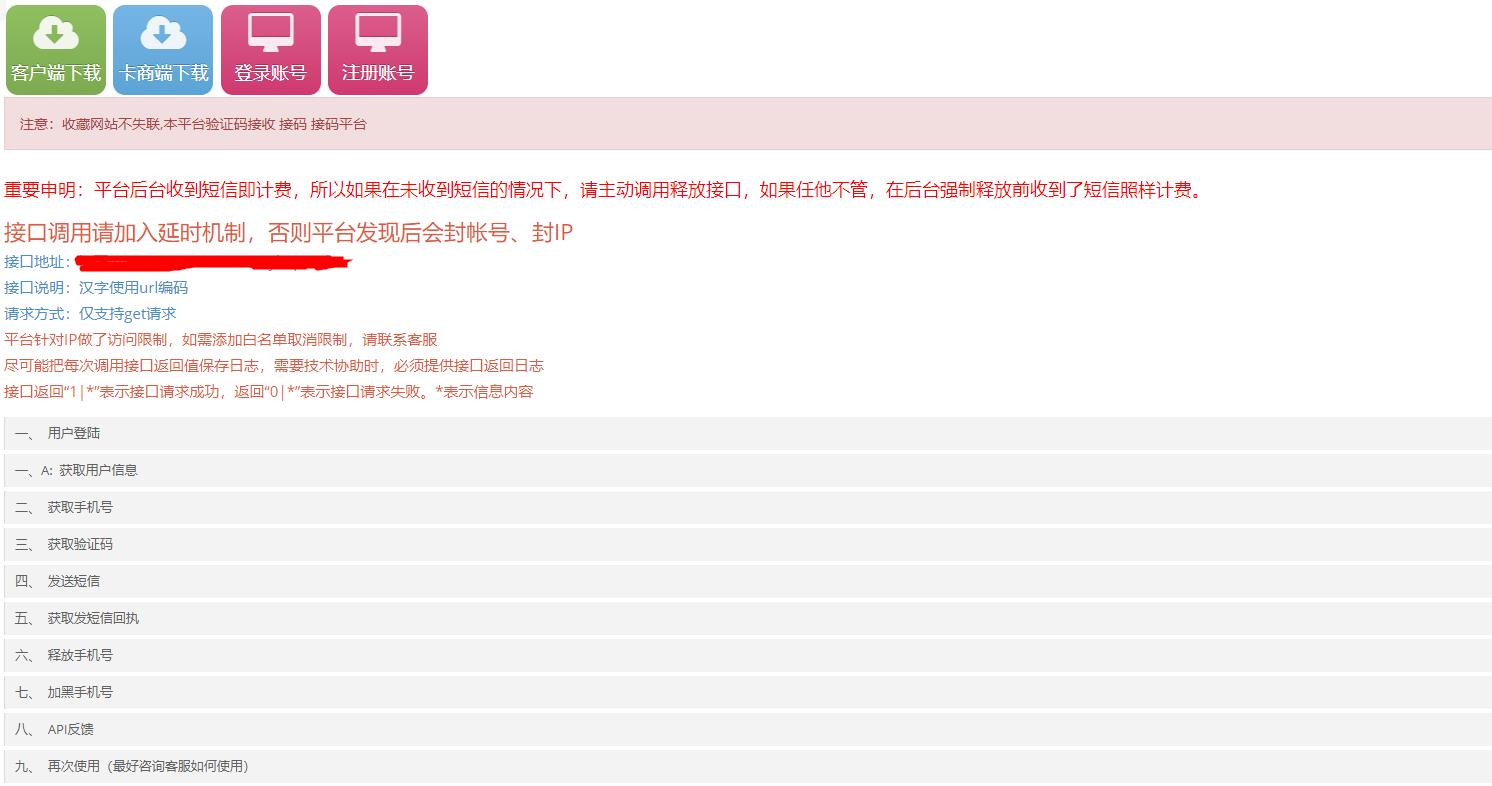 客户端下载 卡商端下载 登录账号 注册账号
注意：收藏网站不失联,本平台验证码接收 接码 接码平台
重要申明：平台后台收到短信即计费，所以如果在未收到短信的情况下，请主动调用释放接口，如果任他不管，在后台强制释放前收到了短信照样计费。
接口调用请加入延时机制，否则平台发现后会封帐号、封IP
接口地址：
接口说明：汉字使用url编码
请求方式：仅支持get请求
平台针对IP做了访问限制，如需添加白名单取消限制，请联系客服
尽可能把每次调用接口返回值保存日志，需要技术协助时，必须提供接口返回日志
接口返回“1|*”表示接口请求成功，返回“0|*”表示接口请求失败。*表示信息内容
一、 用户登陆
一、A: 获取用户信息
二、 获取手机号
三、 获取验证码
四、 发送短信
五、 获取发短信回执
六、 释放手机号
七、 加黑手机号
八、 API反馈
九、 再次使用（最好咨询客服如何使用）